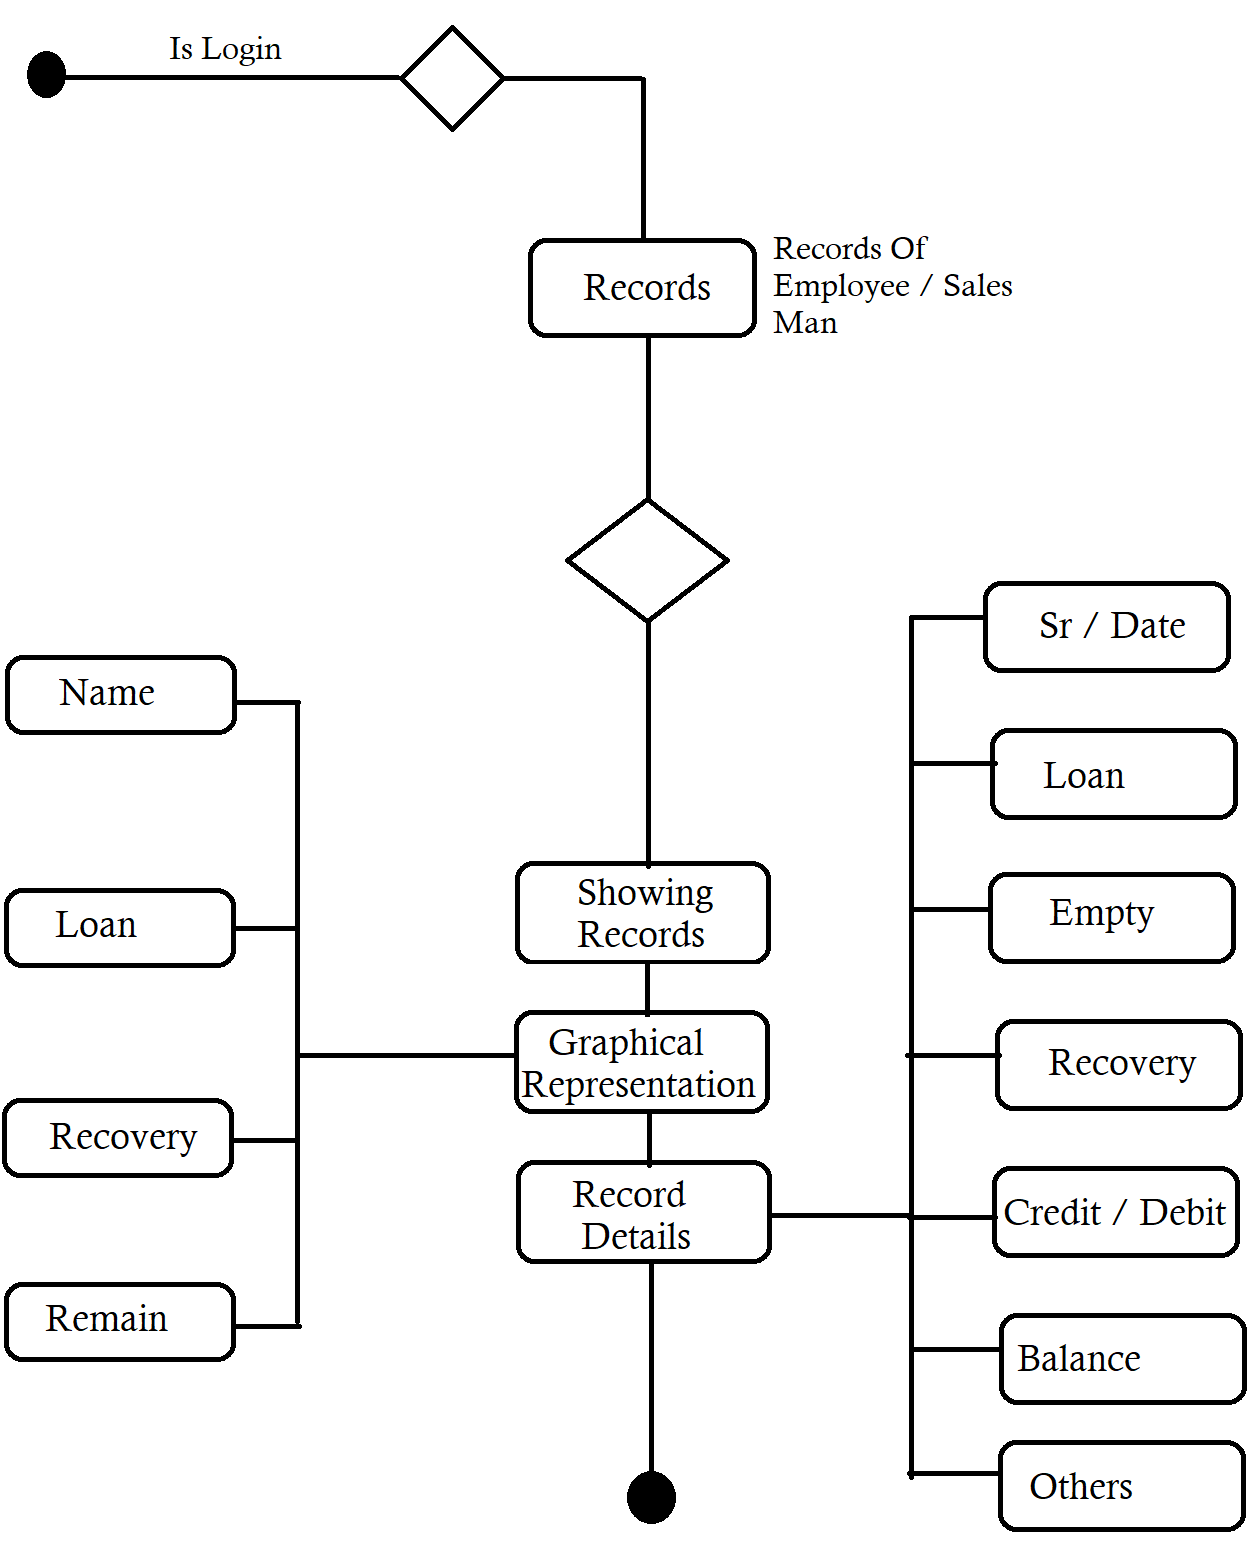 Is Login
Records
Records Of
Employee / Sales
Man
Name
Loan
Recovery
Remain
Showing
Records
Graphical
Representation
Record
Details
Sr / Date
Loan
Empty
Recovery
Credit / Debit
Balance
Others